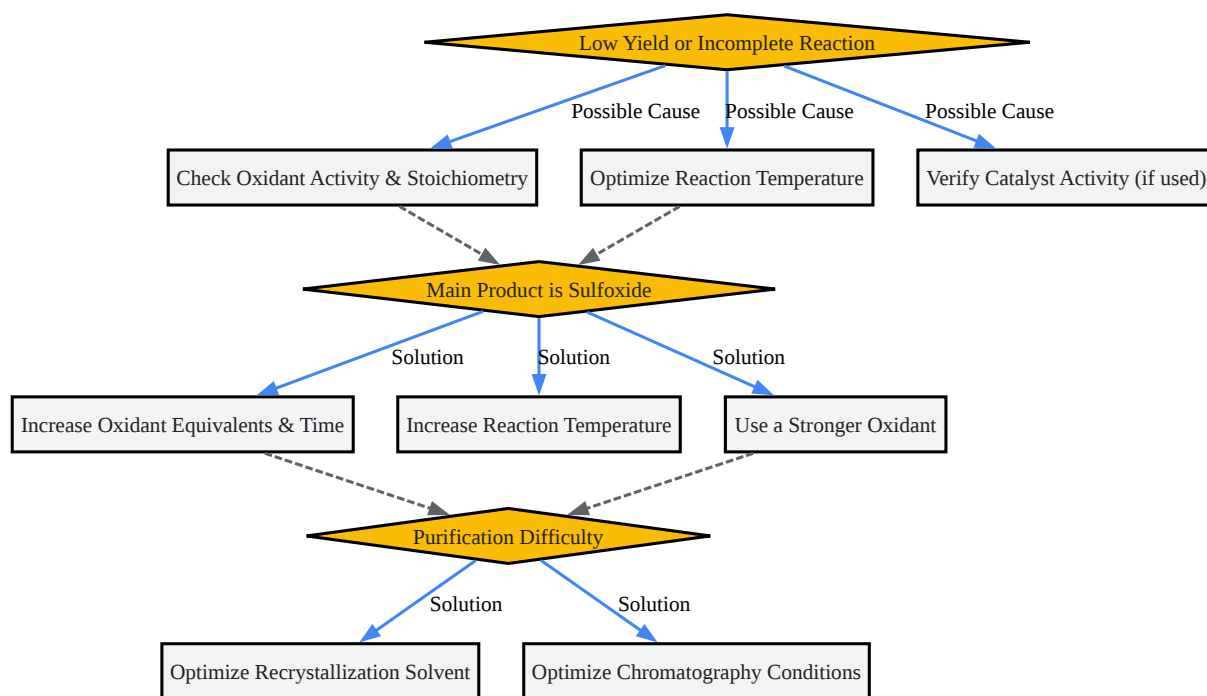 Low Yield or Incomplete Reaction
Possible Cause
Possible Cause
Possible Cause
Check Oxidant Activity & Stoichiometry
Optimize Reaction Temperature
Verify Catalyst Activity (if used)
Main Product is Sulfoxide
Solution
Solution
Solution
Increase Oxidant Equivalents & Time
Increase Reaction Temperature
Use a Stronger Oxidant
Purification Difficulty
Solution
Solution
Optimize Recrystallization Solvent
Optimize Chromatography Conditions